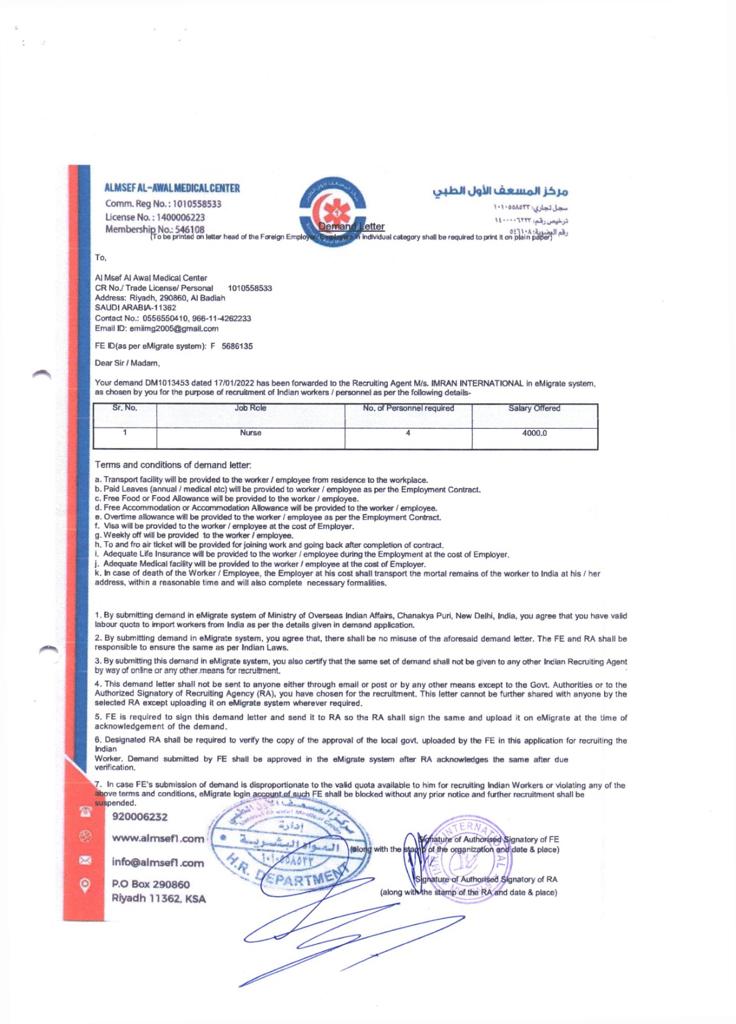 ALMSEF AL-AWAL MEDICAL CENTER
Comm. Reg No. : 1010558533
License No. : 1400006223
Membership No.: 546108
مركز المسعف الأول الطبي
سجل تجاري: ١٠١٠٥٥٨٥٣٣
ترخيص رقم: ١٤٠٠٠٠٦٢٢٣
رقم العضوية: ٥٤٦١٠٨
Demand Letter
(To be printed on letter head of the Foreign Employer, in individual category shall be required to print it on plain paper)
To,
Al Msef Al Awal Medical Center
CR No./ Trade License/ Personal 1010558533
Address: Riyadh, 290860, Al Badiah
SAUDI ARABIA-11362
Contact No.: 0556550410, 966-11-4262233
Email ID: emiimg2005@gmail.com
FE ID(as per eMigrate system): F 5686135
Dear Sir / Madam,
Your demand DM1013453 dated 17/01/2022 has been forwarded to the Recruiting Agent M/s. IMRAN INTERNATIONAL in eMigrate system,
as chosen by you for the purpose of recruitment of Indian workers / personnel as per the following details-
Sr. No. Job Role No. of Personnel required Salary Offered
1 Nurse 4 4000.0
Terms and conditions of demand letter:
a. Transport facility will be provided to the worker / employee from residence to the workplace.
b. Paid Leaves (annual / medical etc) will be provided to worker / employee as per the Employment Contract.
c. Free Food or Food Allowance will be provided to the worker / employee.
d. Free Accommodation or Accommodation Allowance will be provided to the worker / employee.
e. Overtime allowance will be provided to the worker / employee as per the Employment Contract.
f. Visa will be provided to the worker / employee at the cost of Employer.
g. Weekly off will be provided to the worker / employee.
h. To and fro air ticket will be provided for joining work and going back after completion of contract.
i. Adequate Life Insurance will be provided to the worker / employee during the Employment at the cost of Employer.
j. Adequate Medical facility will be provided to the worker / employee at the cost of Employer.
k. In case of death of the Worker / Employee, the Employer at his cost shall transport the mortal remains of the worker to India at his / her
address, within a reasonable time and will also complete necessary formalities.
1. By submitting demand in eMigrate system of Ministry of Overseas Indian Affairs, Chanakya Puri, New Delhi, India, you agree that you have valid
labour quota to import workers from India as per the details given in demand application.
2. By submitting demand in eMigrate system, you agree that, there shall be no misuse of the aforesaid demand letter. The FE and RA shall be
responsible to ensure the same as per Indian Laws.
3. By submitting this demand in eMigrate system, you also certify that the same set of demand shall not be given to any other Indian Recruiting Agent
by way of online or any other means for recruitment.
4. This demand letter shall not be sent to anyone either through email or post or by any other means except to the Govt. Authorities or to the
Authorized Signatory of Recruiting Agency (RA), you have chosen for the recruitment. This letter cannot be further shared with anyone by the
selected RA except uploading it on eMigrate system wherever required.
5. FE is required to sign this demand letter and send it to RA so the RA shall sign the same and upload it on eMigrate at the time of
acknowledgement of the demand.
6. Designated RA shall be required to verify the copy of the approval of the local govt. uploaded by the FE in this application for recruiting the
Indian
Worker. Demand submitted by FE shall be approved in the eMigrate system after RA acknowledges the same after due
verification.
7. In case FE's submission of demand is disproportionate to the valid quota available to him for recruiting Indian Workers or violating any of the
above terms and conditions, eMigrate login account of such FE shall be blocked without any prior notice and further recruitment shall be
suspended.
920006232
www.almsef1.com
info@almsef1.com
P.O Box 290860
Riyadh 11362, KSA
مركز المسعف الأول الطبي
إدارة
الموارد البشرية
١٠١٠٥٥٨٥٣٣
H.R. DEPARTMENT
Signature of Authorised Signatory of FE
(along with the stamp of the organization and date & place)
INTERNATIONAL
Signature of Authorised Signatory of RA
(along with the stamp of the RA and date & place)